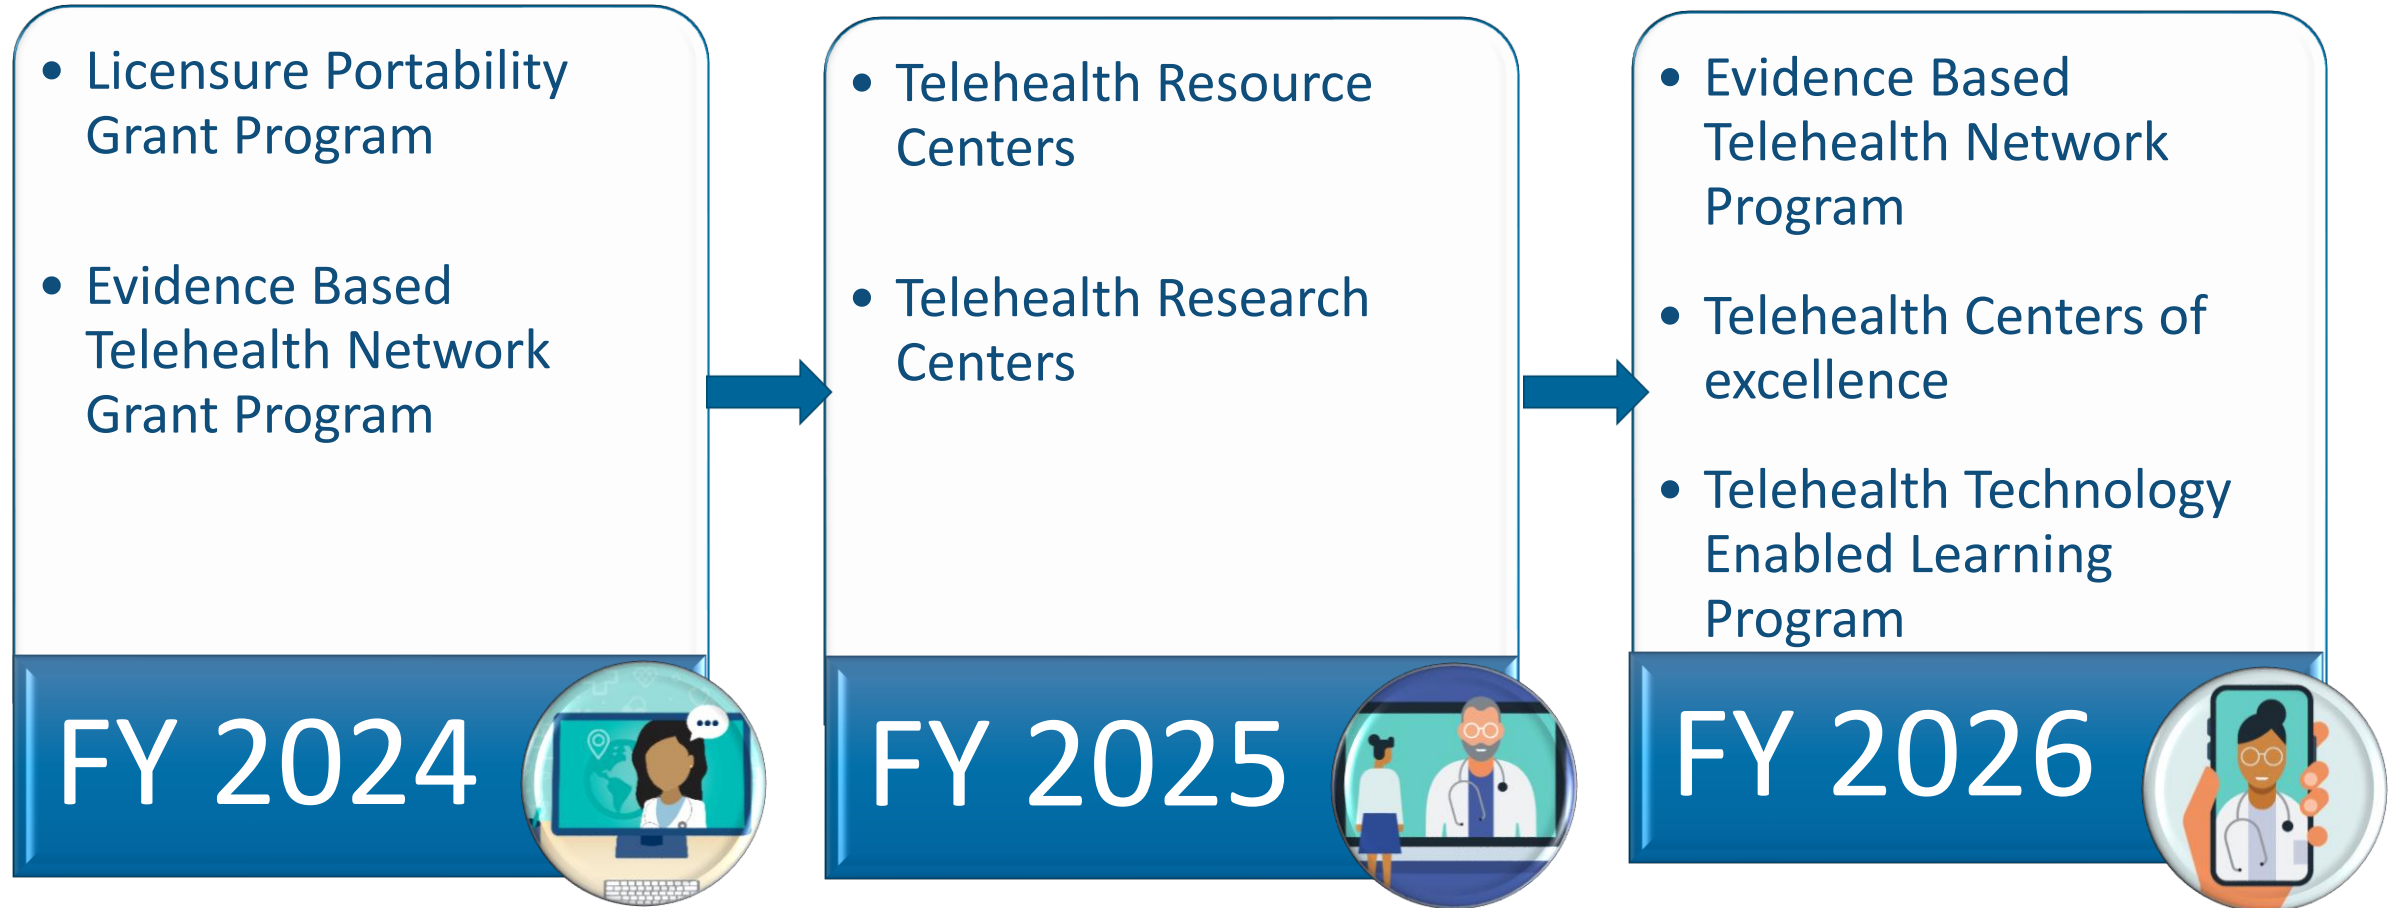 • Licensure Portability
Grant Program
• Evidence Based
Telehealth Network
Grant Program
FY 2024
• Telehealth Resource
Centers
• Telehealth Research
Centers
FY 2025
• Evidence Based
Telehealth Network
Program
• Telehealth Centers of
excellence
• Telehealth Technology
Enabled Learning
Program
FY 2026